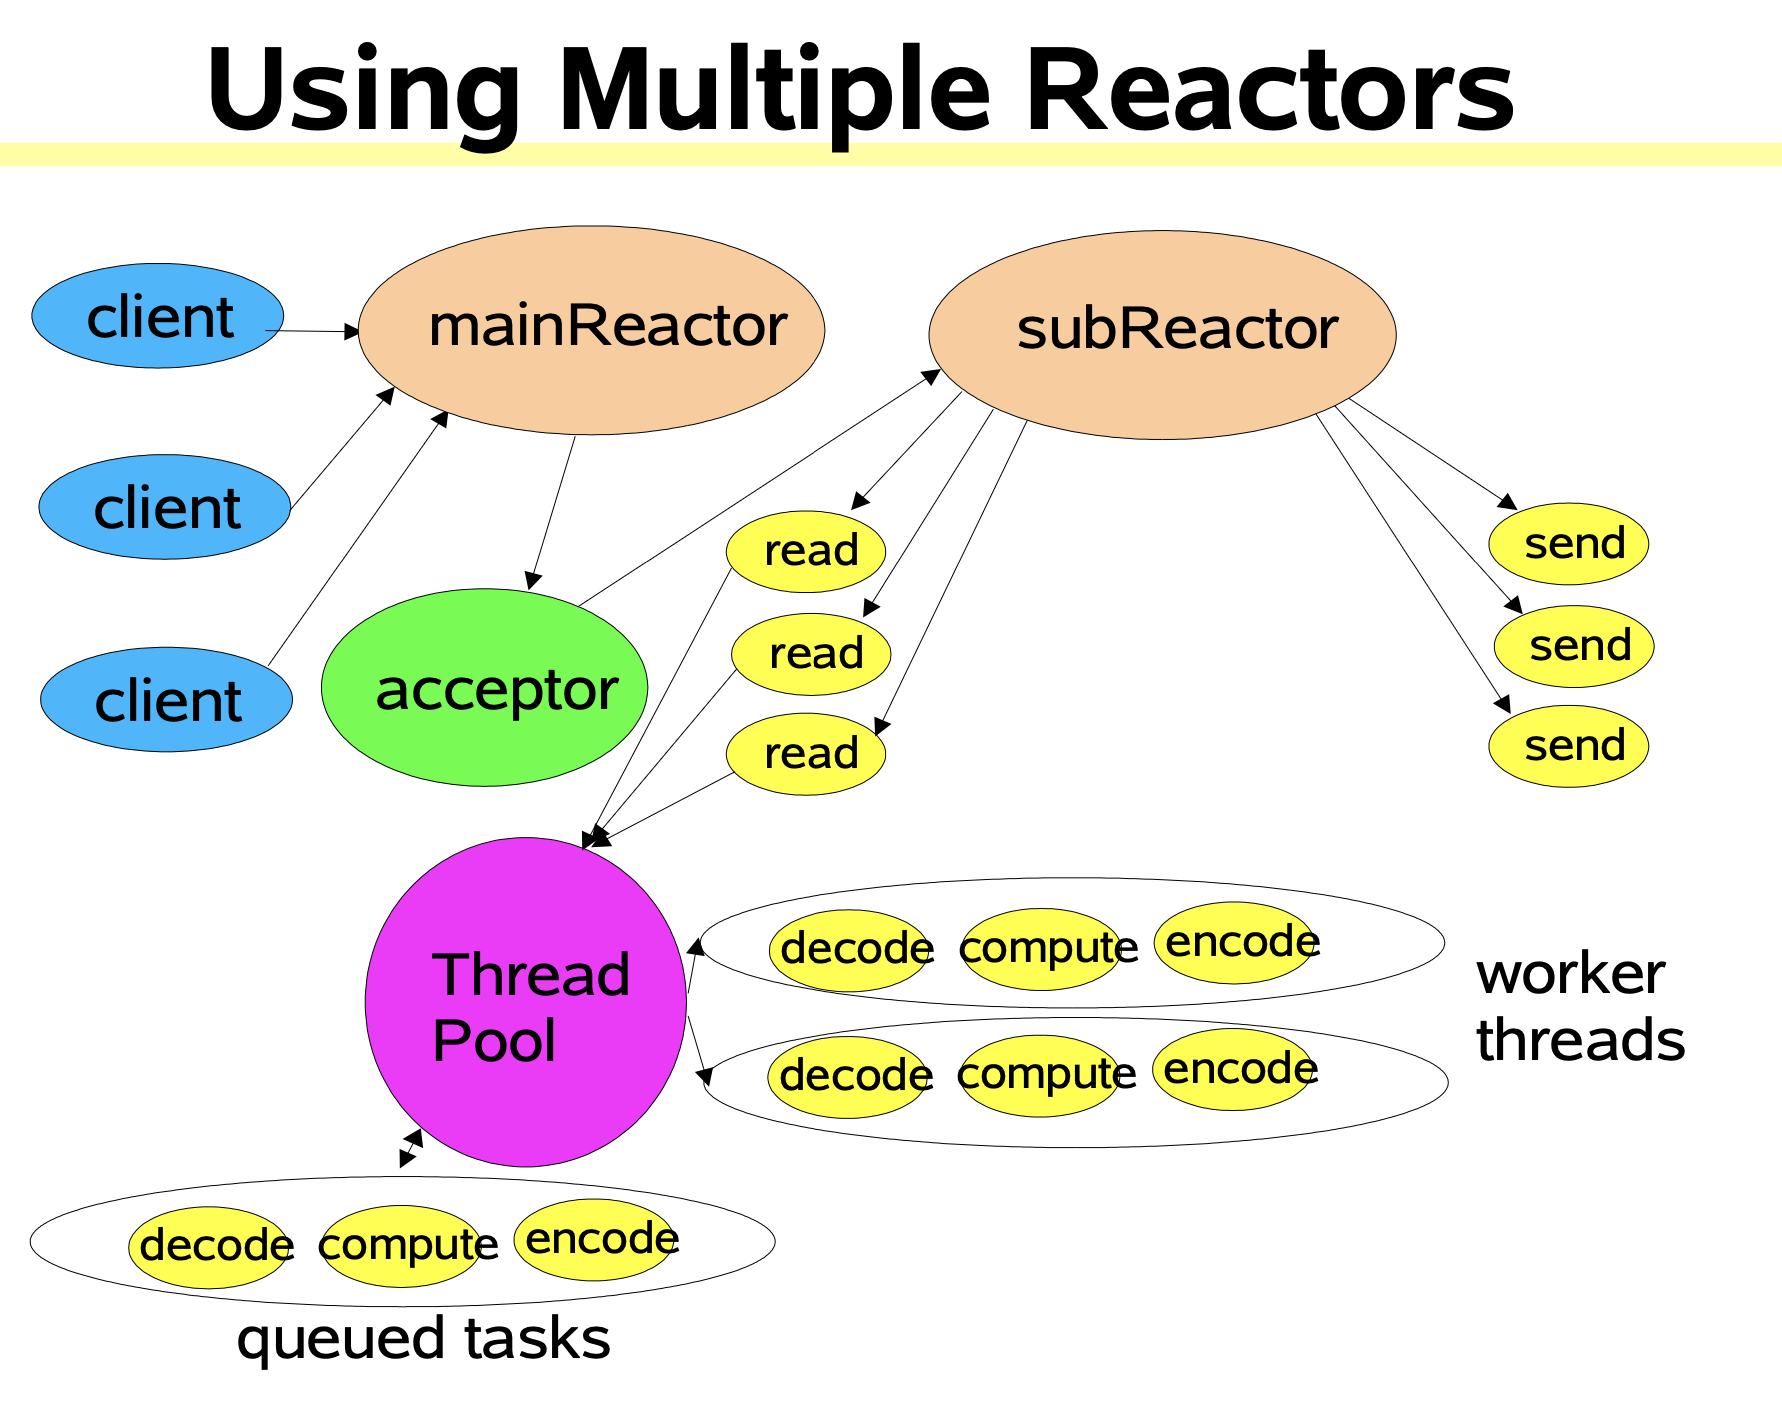 Using Multiple Reactors
client
mainReactor
subReactor
client
client
acceptor
read
read
read
send
send
send
Thread
Pool
decode compute encode
decode compute encode
worker
threads
decode compute encode
queued tasks